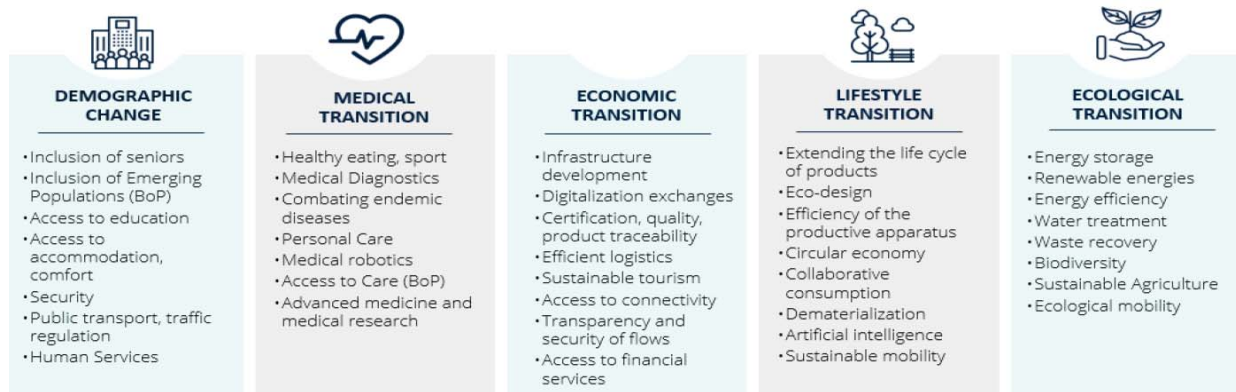 DEMOGRAPHIC
CHANGE
•Inclusion of seniors
•Inclusion of Emerging
Populations (BoP)
•Access to education
•Access to
accommodation,
comfort
•Security
•Public transport, traffic
regulation
•Human Services
MEDICAL
TRANSITION
•Healthy eating, sport
•Medical Diagnostics
•Combating endemic
diseases
•Personal Care
•Medical robotics
•Access to Care (BoP)
•Advanced medicine and
medical research
ECONOMIC
TRANSITION
•Infrastructure
development
•Digitalization exchanges
•Certification, quality,
product traceability
•Efficient logistics
•Sustainable tourism
•Access to connectivity
•Transparency and
security of flows
•Access to financial
services
LIFESTYLE
TRANSITION
•Extending the life cycle
of products
•Eco-design
•Efficiency of the
productive apparatus
•Circular economy
•Collaborative
consumption
•Dematerialization
•Artificial intelligence
•Sustainable mobility
ECOLOGICAL
TRANSITION
•Energy storage
•Renewable energies
•Energy efficiency
•Water treatment
•Waste recovery
•Biodiversity
•Sustainable Agriculture
•Ecological mobility